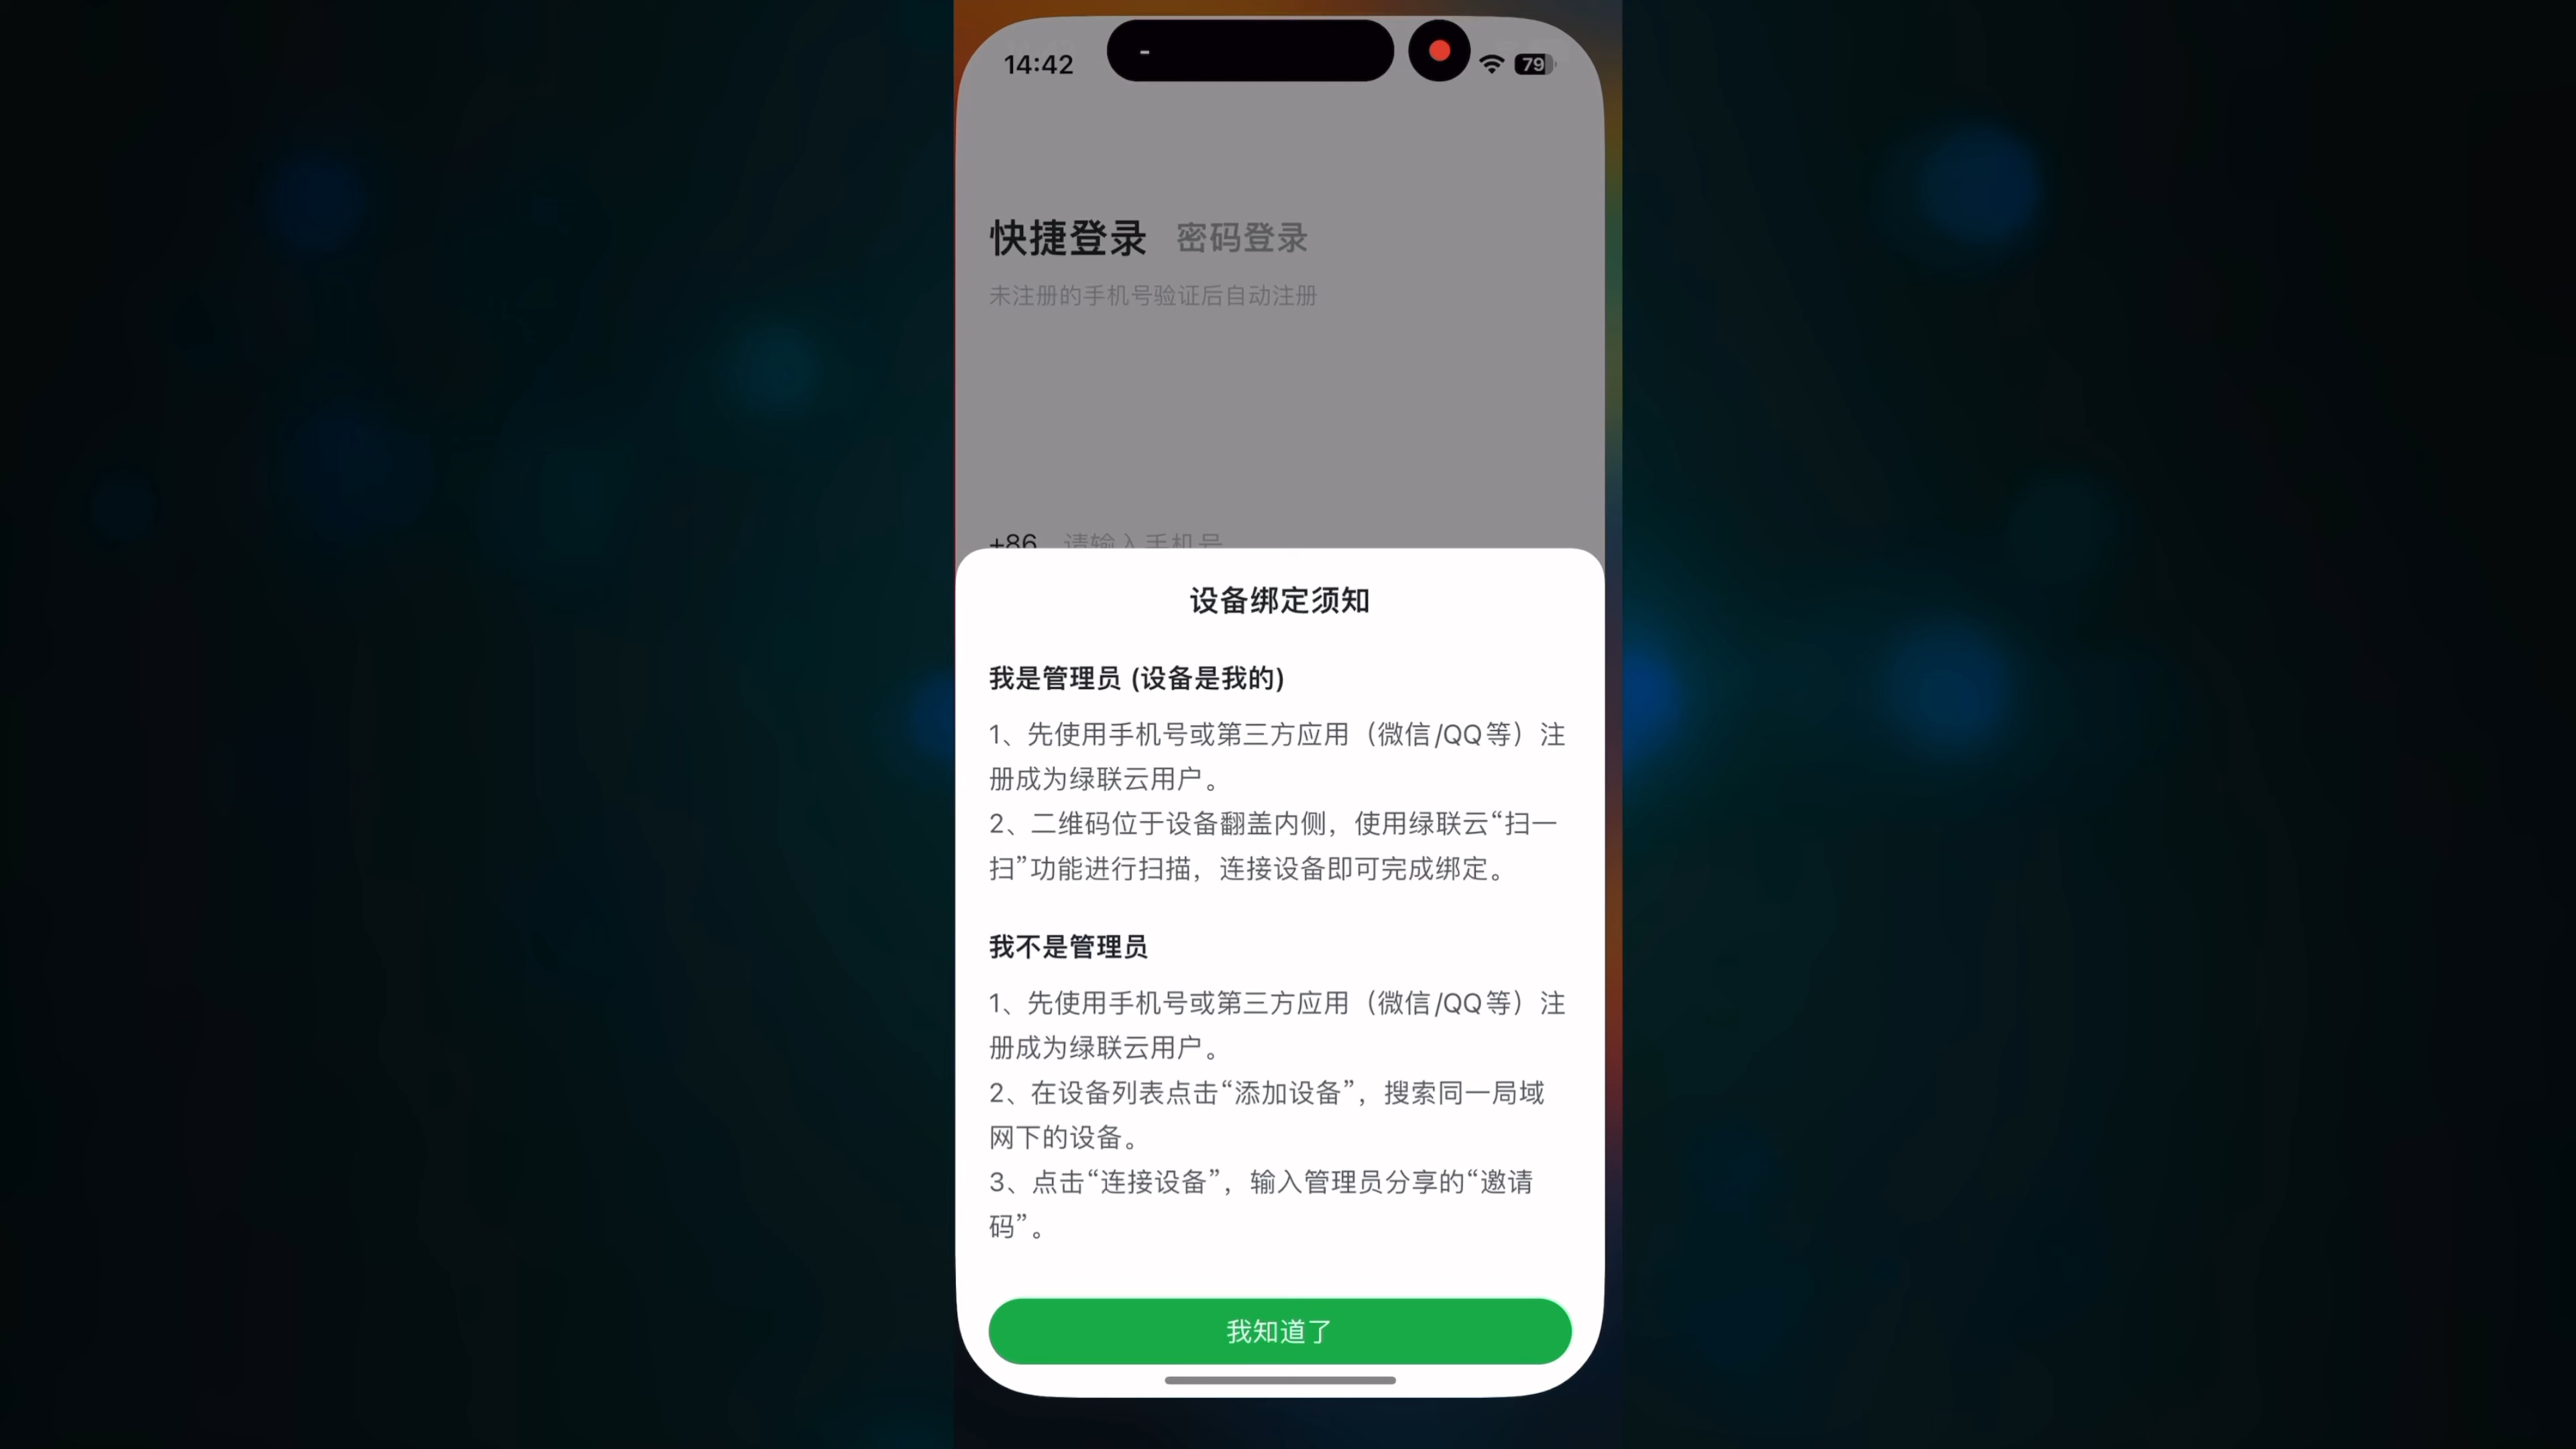 14:42
79
快捷登录 密码登录
未注册的手机号验证后自动注册
+86 请输入手机号
设备绑定须知
我是管理员 (设备是我的)
1、先使用手机号或第三方应用（微信/QQ等）注
册成为绿联云用户。
2、二维码位于设备翻盖内侧，使用绿联云“扫一
扫”功能进行扫描，连接设备即可完成绑定。
我不是管理员
1、先使用手机号或第三方应用（微信/QQ等）注
册成为绿联云用户。
2、在设备列表点击“添加设备”，搜索同一局域
网下的设备。
3、点击“连接设备”，输入管理员分享的“邀请
码”。
我知道了